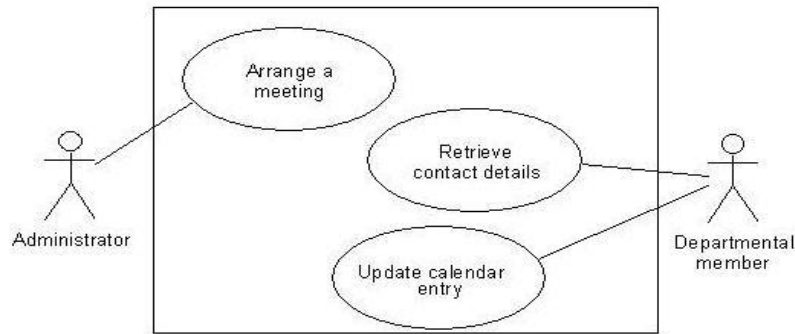 Arrange a
meeting
Retrieve
contact details
Administrator
Departmental
member
Update calendar
entry